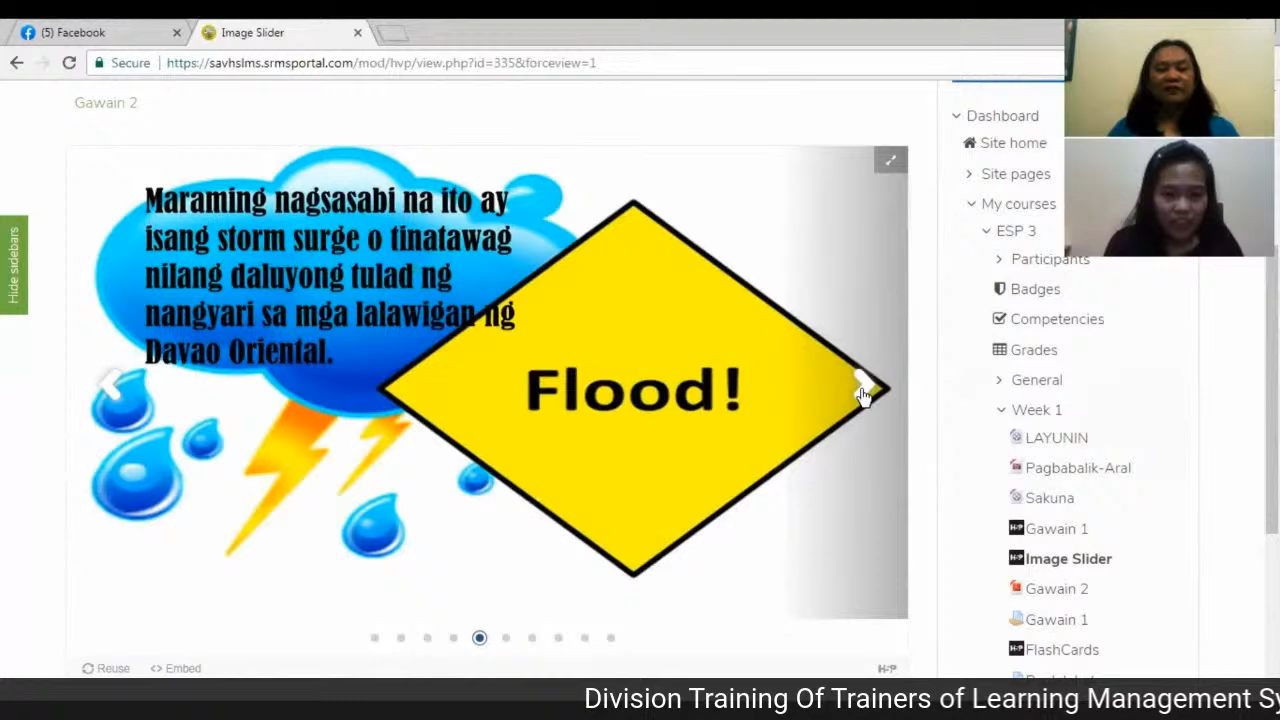 (5) Facebook
Image Slider
Secure
https://savhslms.srmsportal.com/mod/hvp/view.php?id=335&forceview=1
Gawain 2
Hide sidebars
Maraming nagsasabi na ito ay
isang storm surge o tinatawag
nilang daluyong tulad ng
nangyari sa mga lalawigan ng
Davao Oriental.
Flood!
Reuse
<> Embed
H5P
Dashboard
Site home
Site pages
My courses
ESP 3
Participants
Badges
Competencies
Grades
General
Week 1
LAYUNIN
Pagbabalik-Aral
Sakuna
Gawain 1
Image Slider
Gawain 2
Gawain 1
FlashCards
Division Training Of Trainers of Learning Management Sy